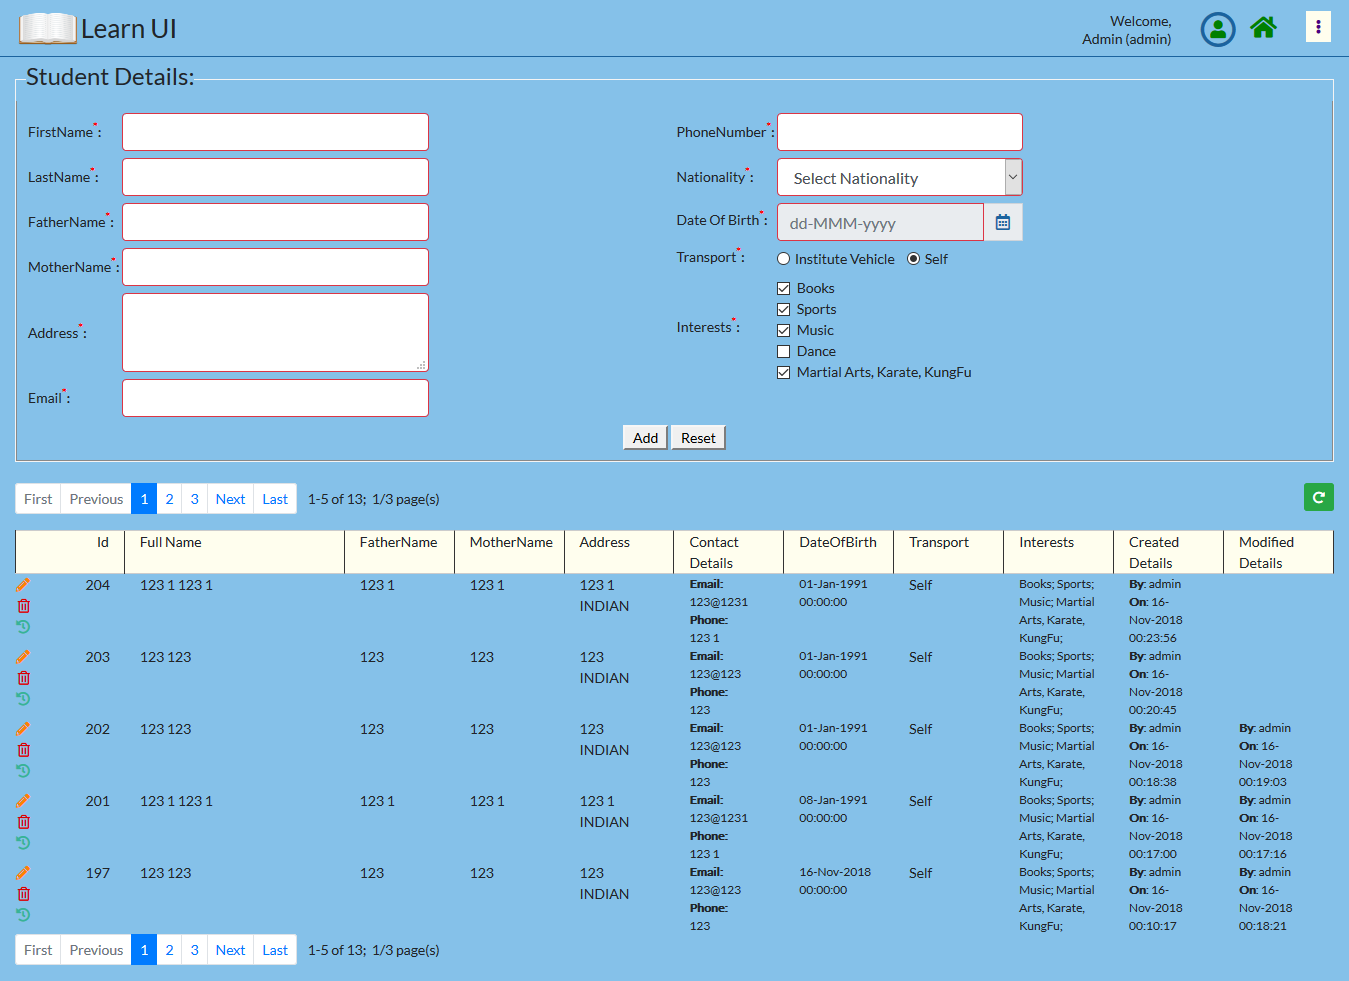 Learn UI
Welcome,
Admin (admin)
Student Details:
FirstName*:
PhoneNumber*:
LastName*:
Nationality*: Select Nationality
FatherName*:
Date Of Birth*: dd-MMM-yyyy
MotherName*:
Transport*: Institute Vehicle Self
Address*:
Interests*:
Books
Sports
Music
Dance
Martial Arts, Karate, KungFu
Email*:
Add Reset
First Previous 1 2 3 Next Last 1-5 of 13; 1/3 page(s)
Id Full Name FatherName MotherName Address Contact Details DateOfBirth Transport Interests Created Details Modified Details
204 123 1 123 1 123 1 123 1 123 1 INDIAN Email: 123@1231 Phone: 123 1 01-Jan-1991 00:00:00 Self Books; Sports; Music; Martial Arts, Karate, KungFu; By: admin On: 16-Nov-2018 00:23:56
203 123 123 123 123 123 INDIAN Email: 123@123 Phone: 123 01-Jan-1991 00:00:00 Self Books; Sports; Music; Martial Arts, Karate, KungFu; By: admin On: 16-Nov-2018 00:20:45
202 123 123 123 123 123 INDIAN Email: 123@123 Phone: 123 01-Jan-1991 00:00:00 Self Books; Sports; Music; Martial Arts, Karate, KungFu; By: admin On: 16-Nov-2018 00:18:38 By: admin On: 16-Nov-2018 00:19:03
201 123 1 123 1 123 1 123 1 123 1 INDIAN Email: 123@1231 Phone: 123 1 08-Jan-1991 00:00:00 Self Books; Sports; Music; Martial Arts, Karate, KungFu; By: admin On: 16-Nov-2018 00:17:00 By: admin On: 16-Nov-2018 00:17:16
197 123 123 123 123 123 INDIAN Email: 123@123 Phone: 123 16-Nov-2018 00:00:00 Self Books; Sports; Music; Martial Arts, Karate, KungFu; By: admin On: 16-Nov-2018 00:10:17 By: admin On: 16-Nov-2018 00:18:21
First Previous 1 2 3 Next Last 1-5 of 13; 1/3 page(s)